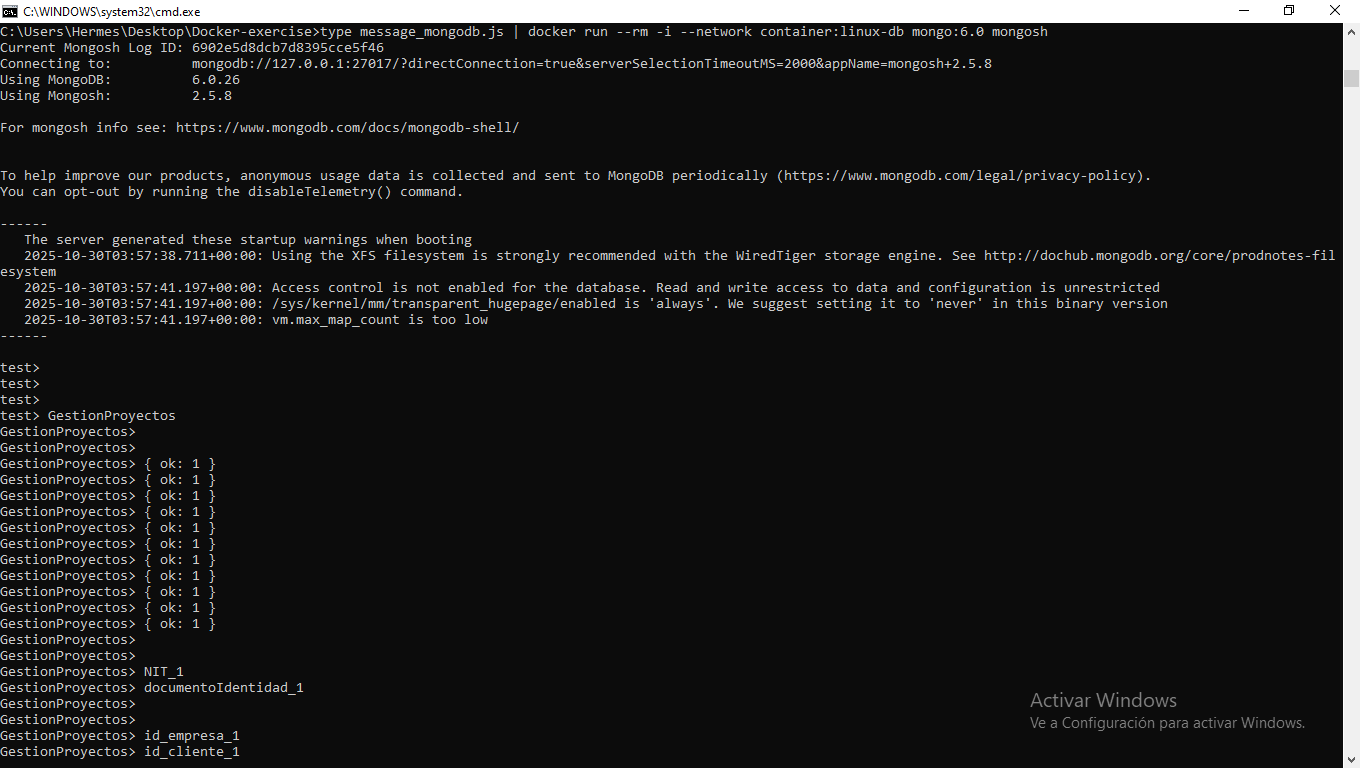 C:\WINDOWS\system32\cmd.exe
C:\Users\Hermes\Desktop\Docker-exercise>type message_mongodb.js | docker run --rm -i --network container:linux-db mongo:6.0 mongosh
Current Mongosh Log ID: 6902e5d8dcb7d8395cce5f46
Connecting to:          mongodb://127.0.0.1:27017/?directConnection=true&serverSelectionTimeoutMS=2000&appName=mongosh+2.5.8
Using MongoDB:          6.0.26
Using Mongosh:          2.5.8
For mongosh info see: https://www.mongodb.com/docs/mongodb-shell/
To help improve our products, anonymous usage data is collected and sent to MongoDB periodically (https://www.mongodb.com/legal/privacy-policy).
You can opt-out by running the disableTelemetry() command.
------
The server generated these startup warnings when booting
2025-10-30T03:57:38.711+00:00: Using the XFS filesystem is strongly recommended with the WiredTiger storage engine. See http://dochub.mongodb.org/core/prodnotes-fil
esystem
2025-10-30T03:57:41.197+00:00: Access control is not enabled for the database. Read and write access to data and configuration is unrestricted
2025-10-30T03:57:41.197+00:00: /sys/kernel/mm/transparent_hugepage/enabled is 'always'. We suggest setting it to 'never' in this binary version
2025-10-30T03:57:41.197+00:00: vm.max_map_count is too low
------
test>
test>
test>
test> GestionProyectos
GestionProyectos>
GestionProyectos>
GestionProyectos> { ok: 1 }
GestionProyectos> { ok: 1 }
GestionProyectos> { ok: 1 }
GestionProyectos> { ok: 1 }
GestionProyectos> { ok: 1 }
GestionProyectos> { ok: 1 }
GestionProyectos> { ok: 1 }
GestionProyectos> { ok: 1 }
GestionProyectos> { ok: 1 }
GestionProyectos> { ok: 1 }
GestionProyectos> { ok: 1 }
GestionProyectos>
GestionProyectos>
GestionProyectos> NIT_1
GestionProyectos> documentoIdentidad_1
GestionProyectos>
GestionProyectos>
GestionProyectos> id_empresa_1
GestionProyectos> id_cliente_1
Activar Windows
Ve a Configuración para activar Windows.